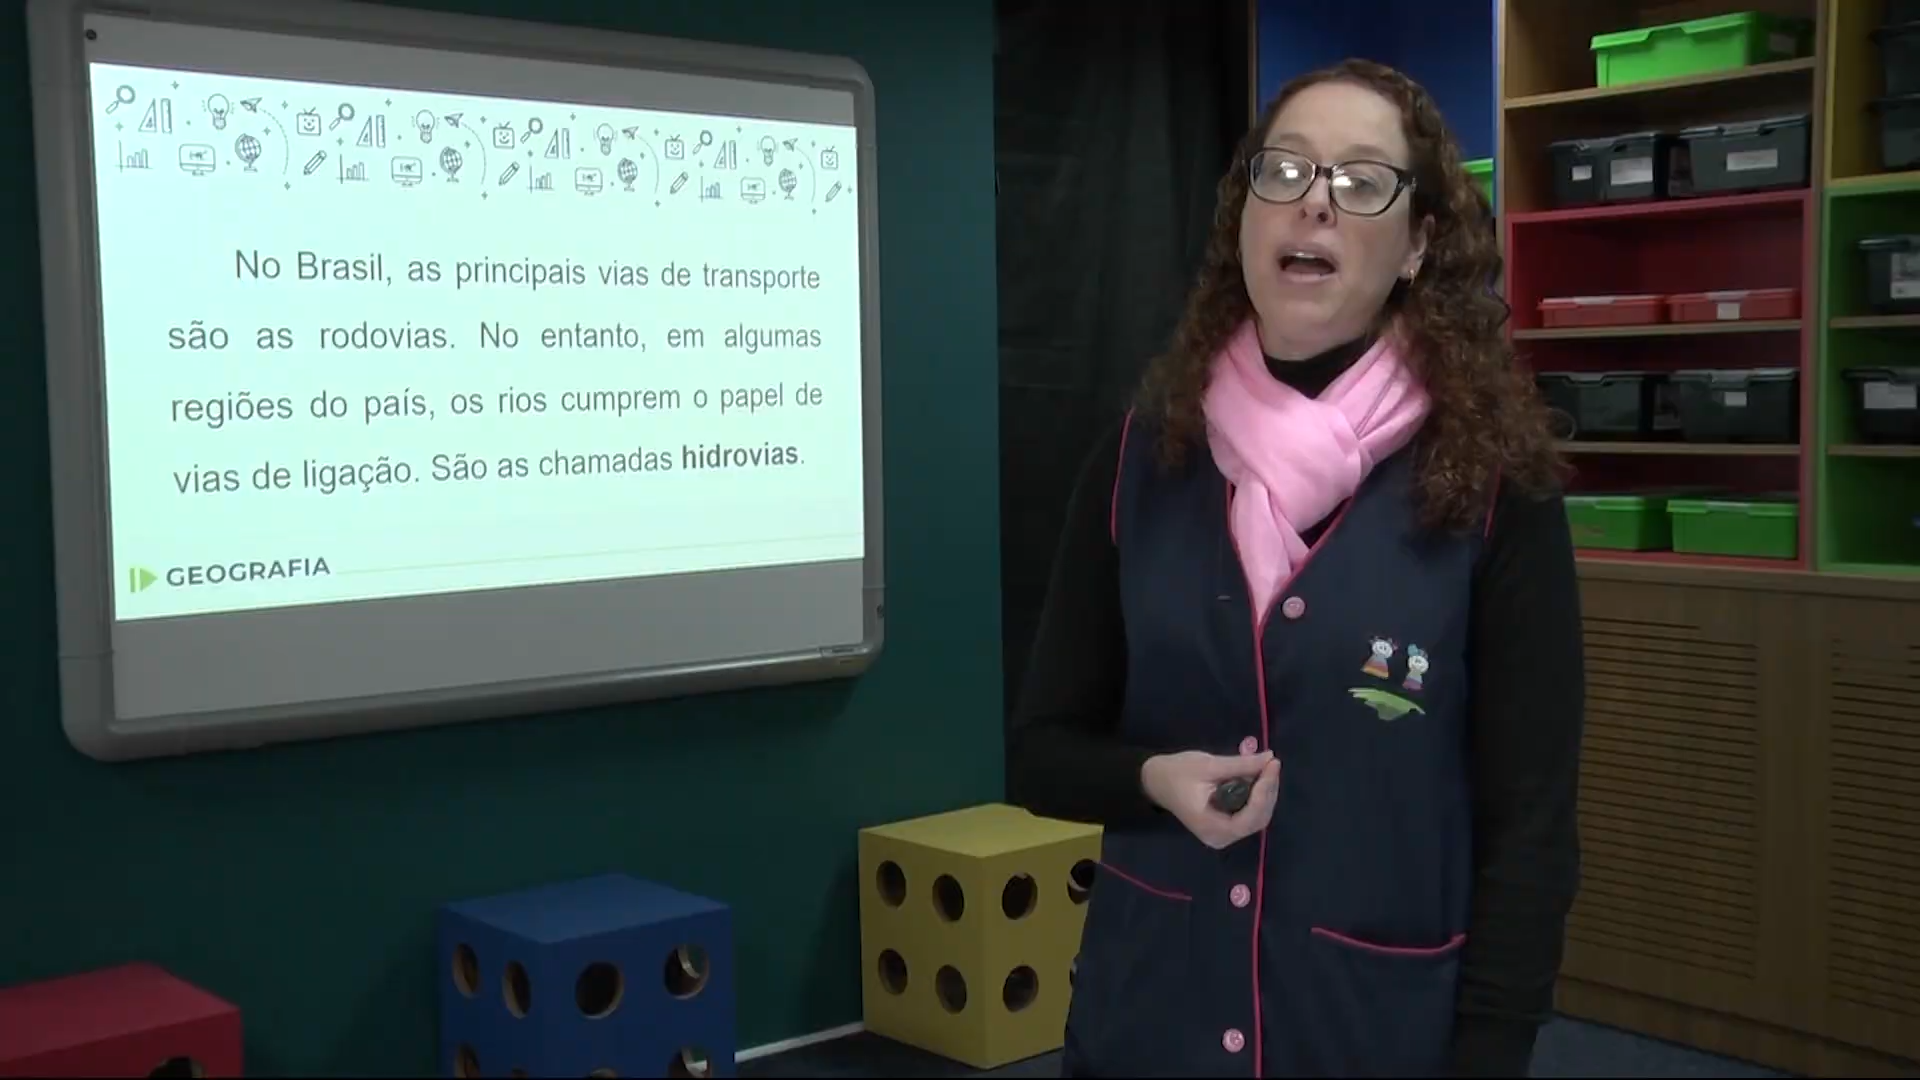 No Brasil, as principais vias de transporte
são as rodovias. No entanto, em algumas
regiões do país, os rios cumprem o papel de
vias de ligação. São as chamadas hidrovias.
GEOGRAFIA